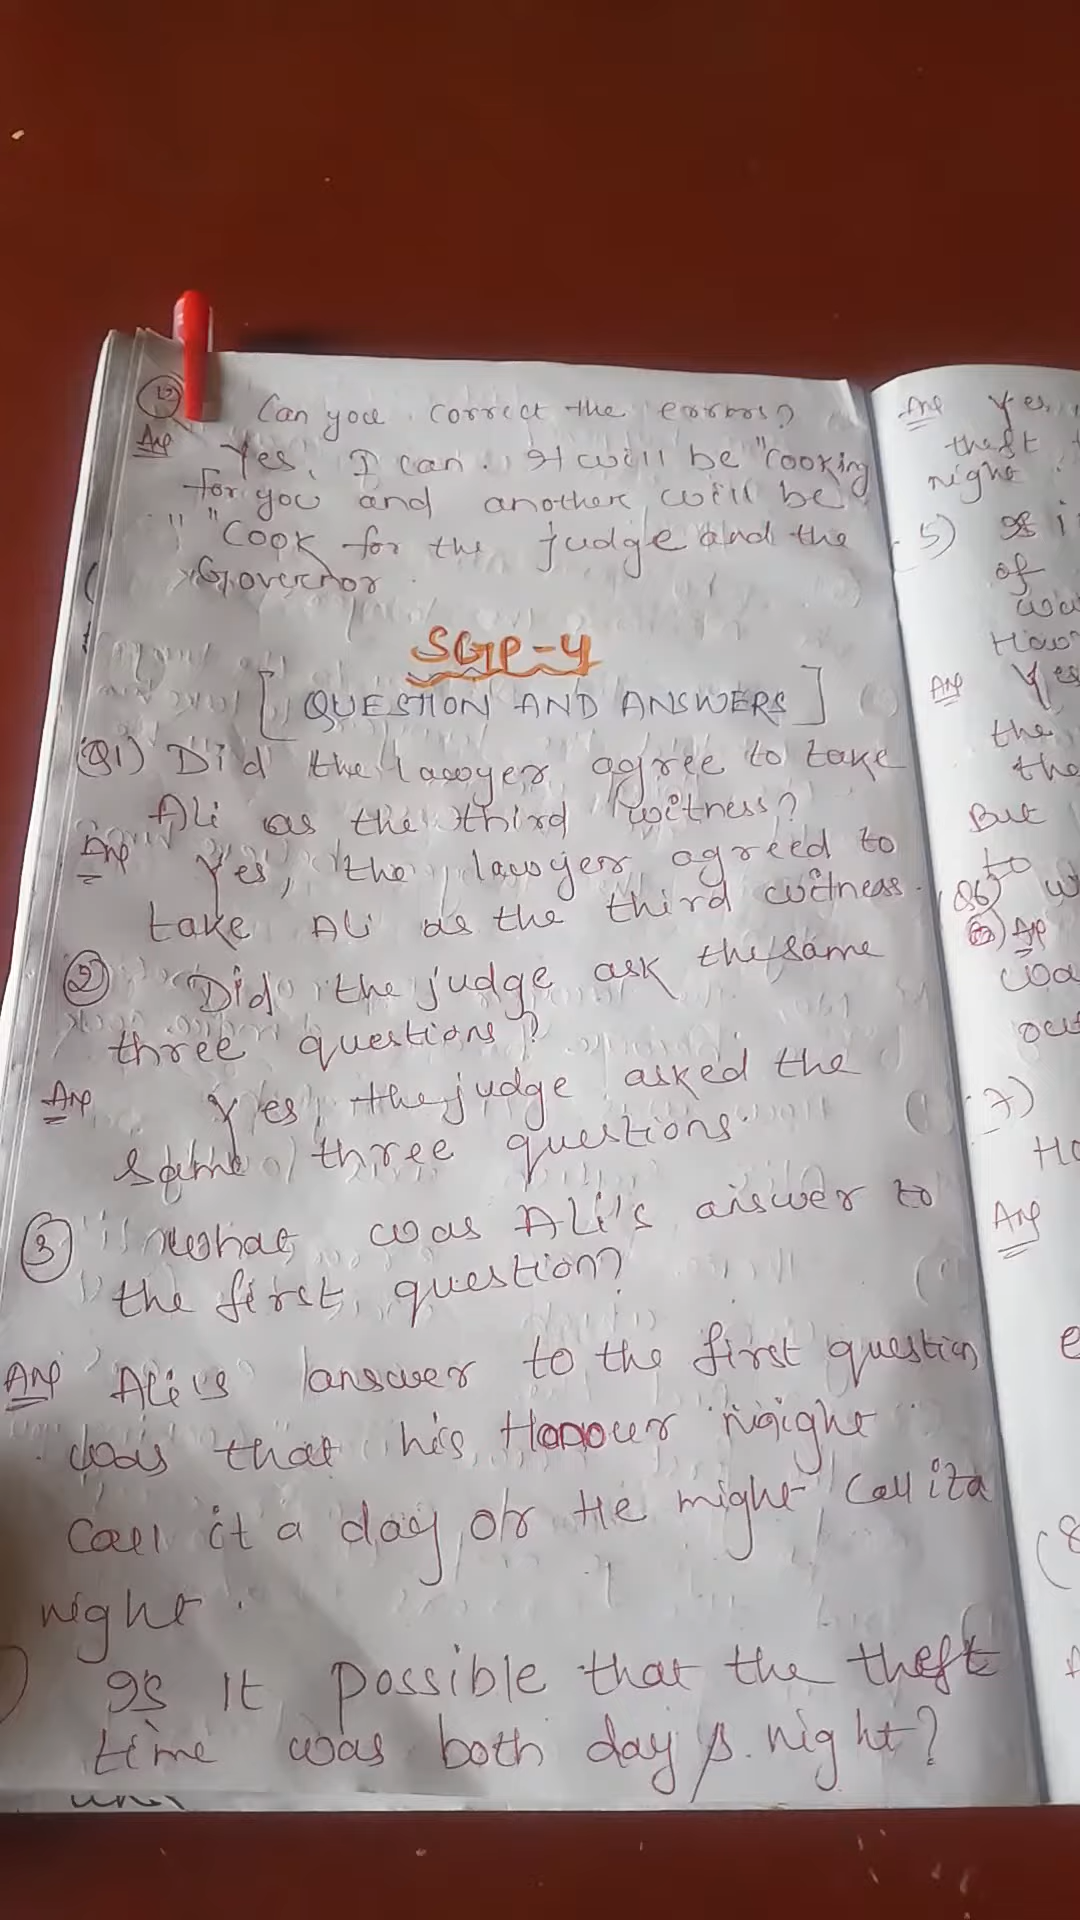 12
Can you correct the errors?
Ans Yes, I can. It will be "Cooking
for you and another will be
" "Cook for the judge and the
Governor.
SGP-4
[QUESTION AND ANSWERS]
(Q1) Did the lawyer agree to take
Ali as the third witness?
Ans Yes, the lawyer agreed to
take Ali as the third witness.
(2) Did the judge ask the same
three questions?
Ans Yes, the judge asked the
same three questions.
(3) What was Ali's answer to
the first question?
Ans Ali's answer to the first question
was that his Honour might
call it a day or He might call it a
night.
Is It possible that the theft
time was both day & night?
Ans Yes,
theft
night
5)
of
How
Ans Yes
the
the
But
to
Q6)
Ans
out
7)
Ans
(8